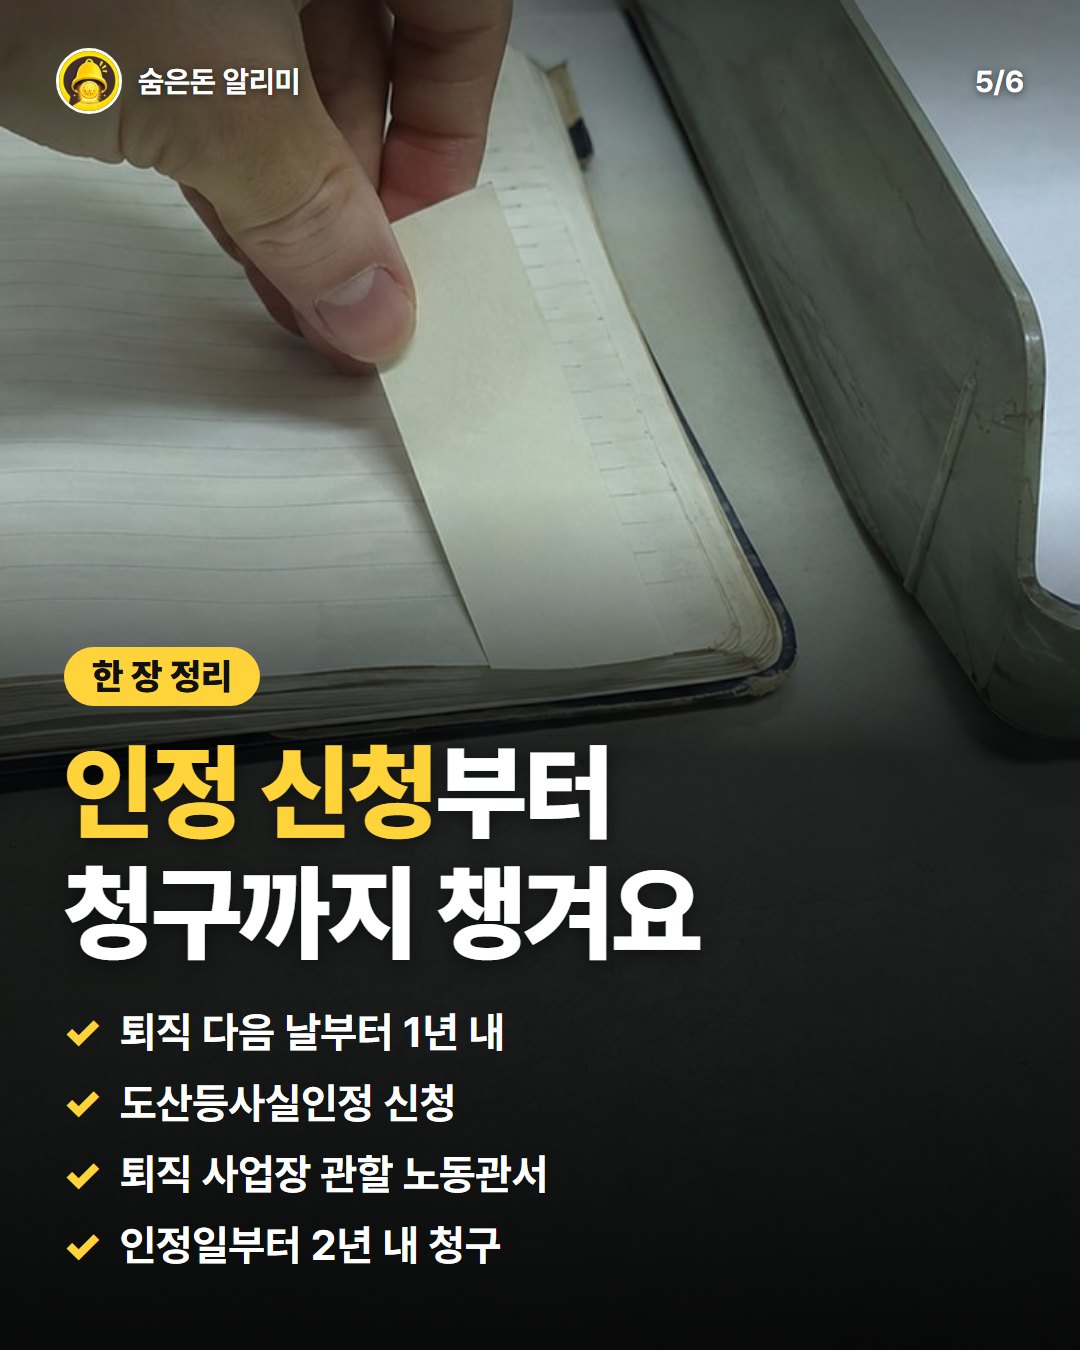 숨은돈 알리미
5/6
한 장 정리
인정 신청부터
청구까지 챙겨요
퇴직 다음 날부터 1년 내
도산등사실인정 신청
퇴직 사업장 관할 노동관서
인정일부터 2년 내 청구